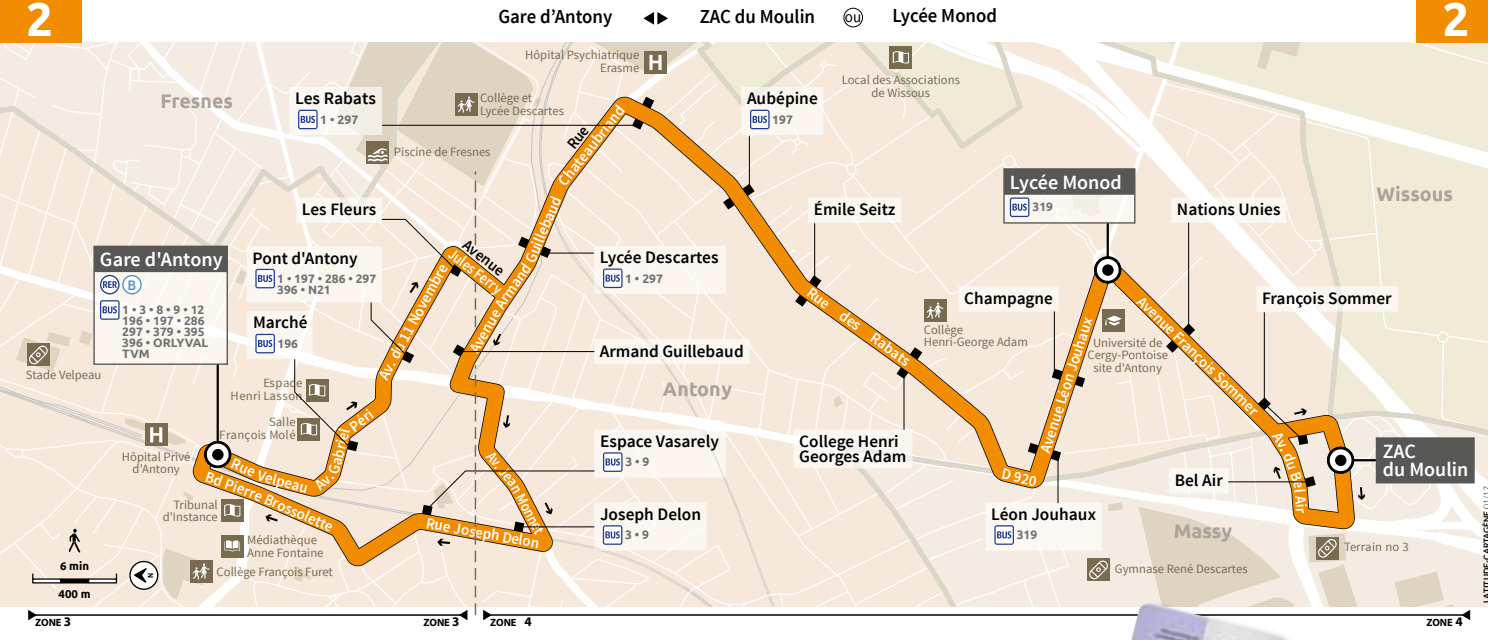 2
Gare d'Antony ◄► ZAC du Moulin ou Lycée Monod
2
Hôpital Psychiatrique
Erasme
H
Local des Associations
de Wissous
Fresnes
Les Rabats
BUS 1 • 297
Collège et
Lycée Descartes
Piscine de Fresnes
Rue
Chateaubriand
Aubépine
BUS 197
Lycée Monod
BUS 319
Wissous
Les Fleurs
Émile Seitz
Nations Unies
Gare d'Antony
RER B
BUS 1 • 3 • 8 • 9 • 12
196 • 197 • 286
297 • 379 • 395
396 • ORLYVAL
TVM
Pont d'Antony
BUS 1 • 197 • 286 • 297
396 • N21
Avenue
Jules Ferry
Avenue Armand Guillebaud
Lycée Descartes
BUS 1 • 297
Marché
BUS 196
Av. du 11 Novembre
Rue des Rabats
Champagne
François Sommer
Collège
Henri-George Adam
Université de
Cergy-Pontoise
site d'Antony
Avenue François Sommer
Avenue Léon Jouhaux
Stade Velpeau
Armand Guillebaud
Antony
Espace
Henri Lasson
Salle
François Molé
Av. Gabriel Péri
H
Hôpital Privé
d'Antony
Rue Velpeau
Bd Pierre Brossolette
Espace Vasarely
BUS 3 • 9
College Henri
Georges Adam
D 920
ZAC
du Moulin
Bel Air
Av. du Bel Air
Av. Jean Monnet
Tribunal
d'Instance
Rue Joseph Delon
Joseph Delon
BUS 3 • 9
Léon Jouhaux
BUS 319
Massy
Médiathèque
Anne Fontaine
Terrain no 3
Collège François Furet
Gymnase René Descartes
6 min
400 m
N
LATITUDE-CARTAGÈNE 01/17
ZONE 3
ZONE 3
ZONE 4
ZONE 4